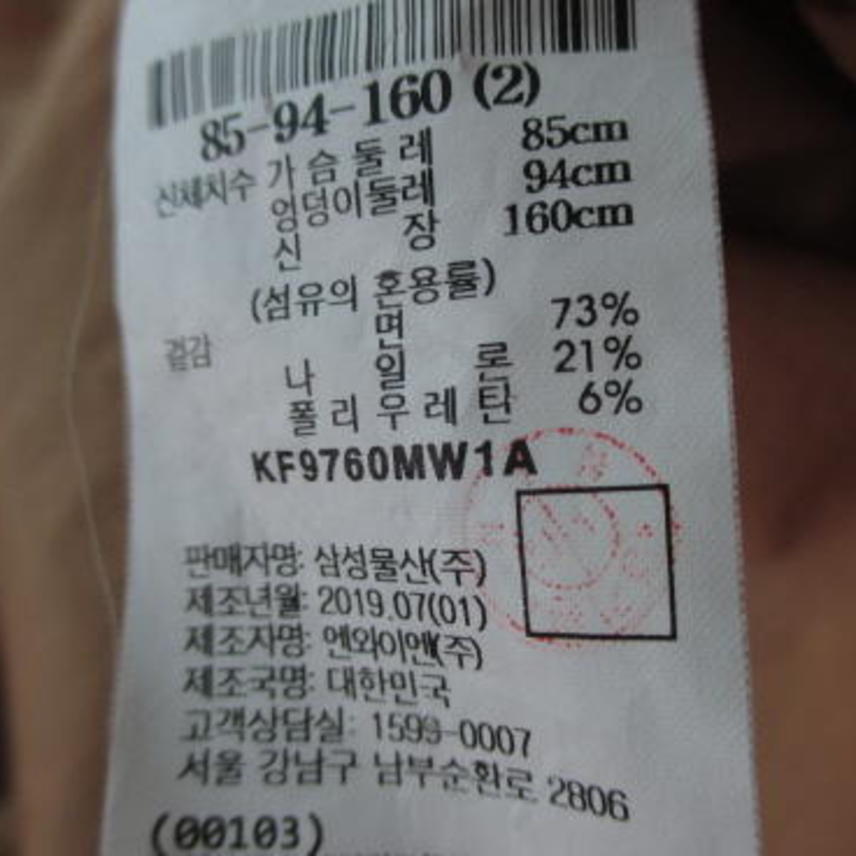 85-94-160 (2)
신체치수 가슴둘레 85cm
엉덩이둘레 94cm
신장 160cm
(섬유의 혼용률)
겉감 면 73%
나일론 21%
폴리우레탄 6%
KF9760MW1A
판매자명: 삼성물산(주)
제조년월: 2019.07(01)
제조자명: 엔와이엔(주)
제조국명: 대한민국
고객상담실: 1599-0007
서울 강남구 남부순환로 2806
(00103)